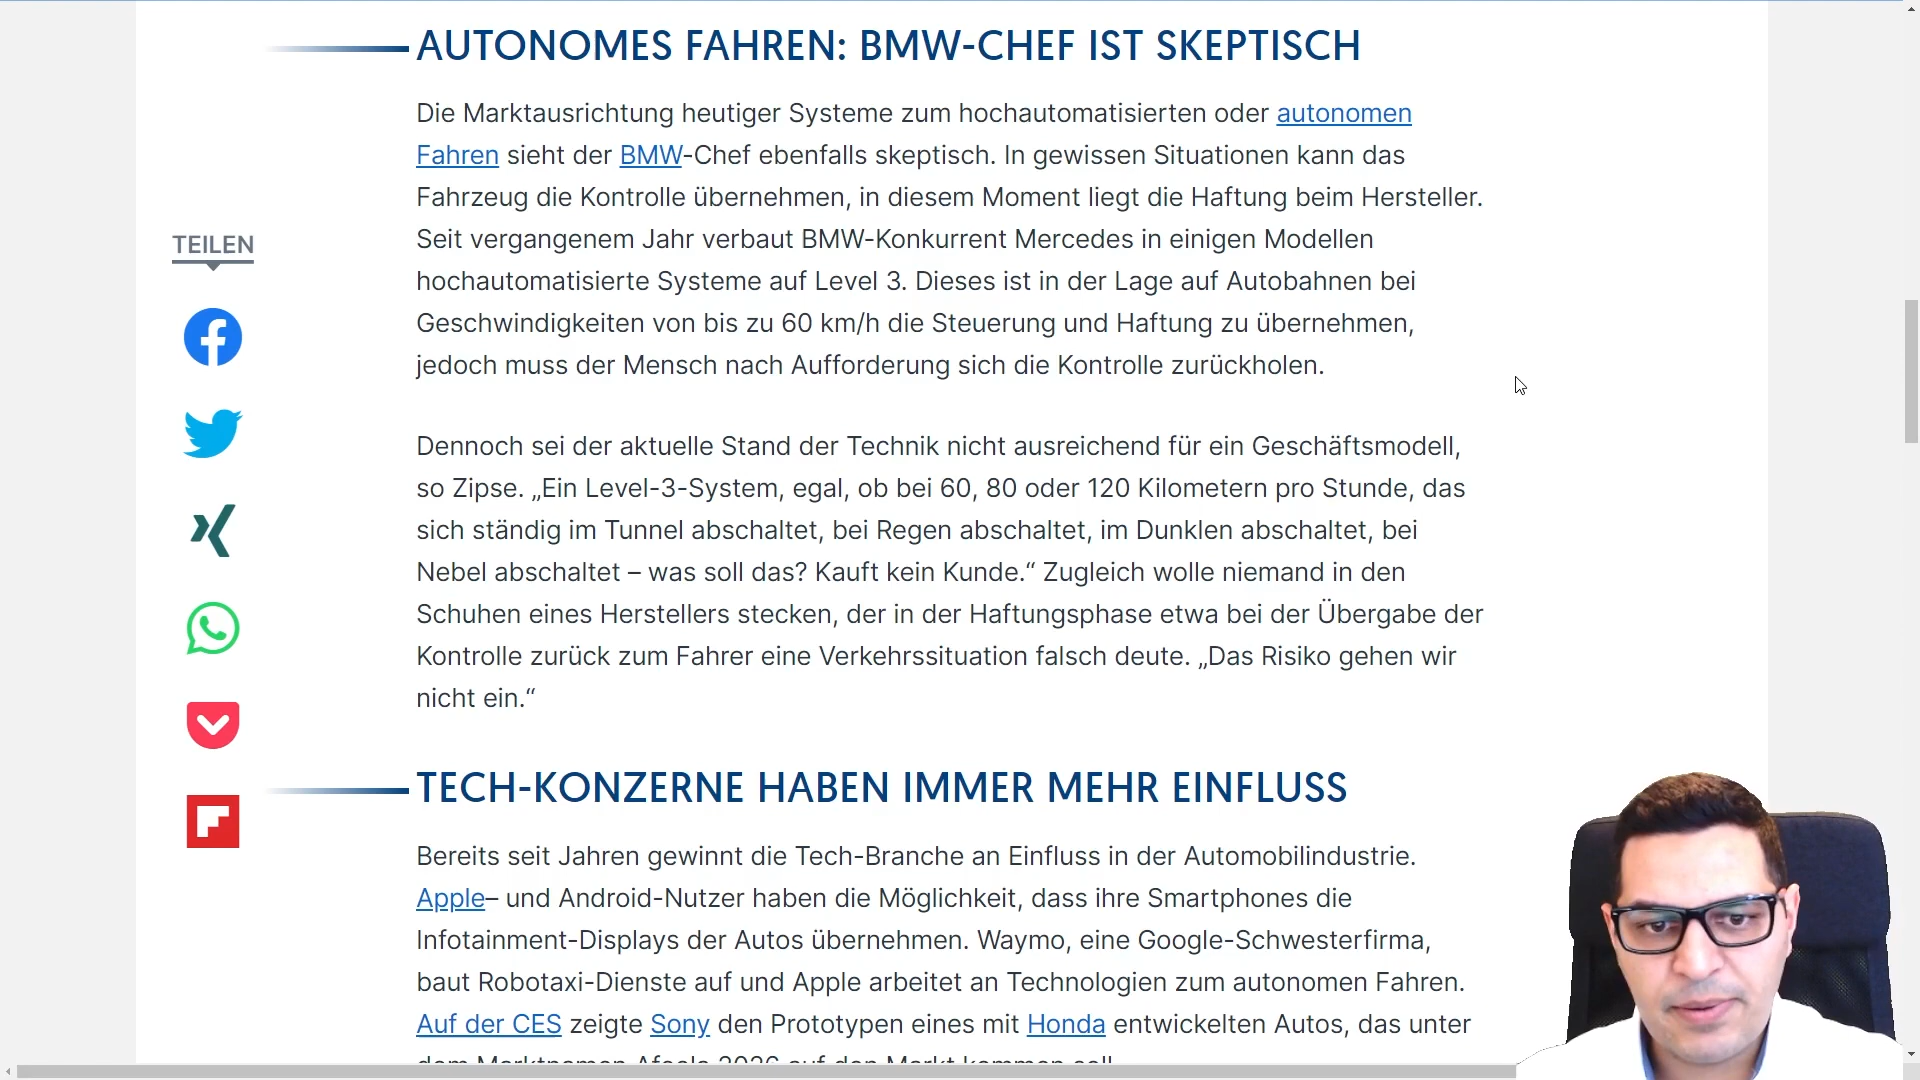 AUTONOMES FAHREN: BMW-CHEF IST SKEPTISCH
Die Marktausrichtung heutiger Systeme zum hochautomatisierten oder autonomen
Fahren sieht der BMW-Chef ebenfalls skeptisch. In gewissen Situationen kann das
Fahrzeug die Kontrolle übernehmen, in diesem Moment liegt die Haftung beim Hersteller.
Seit vergangenem Jahr verbaut BMW-Konkurrent Mercedes in einigen Modellen
hochautomatisierte Systeme auf Level 3. Dieses ist in der Lage auf Autobahnen bei
Geschwindigkeiten von bis zu 60 km/h die Steuerung und Haftung zu übernehmen,
jedoch muss der Mensch nach Aufforderung sich die Kontrolle zurückholen.
TEILEN
Dennoch sei der aktuelle Stand der Technik nicht ausreichend für ein Geschäftsmodell,
so Zipse. „Ein Level-3-System, egal, ob bei 60, 80 oder 120 Kilometern pro Stunde, das
sich ständig im Tunnel abschaltet, bei Regen abschaltet, im Dunklen abschaltet, bei
Nebel abschaltet – was soll das? Kauft kein Kunde.“ Zugleich wolle niemand in den
Schuhen eines Herstellers stecken, der in der Haftungsphase etwa bei der Übergabe der
Kontrolle zurück zum Fahrer eine Verkehrssituation falsch deute. „Das Risiko gehen wir
nicht ein.“
TECH-KONZERNE HABEN IMMER MEHR EINFLUSS
Bereits seit Jahren gewinnt die Tech-Branche an Einfluss in der Automobilindustrie.
Apple– und Android-Nutzer haben die Möglichkeit, dass ihre Smartphones die
Infotainment-Displays der Autos übernehmen. Waymo, eine Google-Schwesterfirma,
baut Robotaxi-Dienste auf und Apple arbeitet an Technologien zum autonomen Fahren.
Auf der CES zeigte Sony den Prototypen eines mit Honda entwickelten Autos, das unter
dem Marktnamen Afeela 2026 auf den Markt kommen soll.